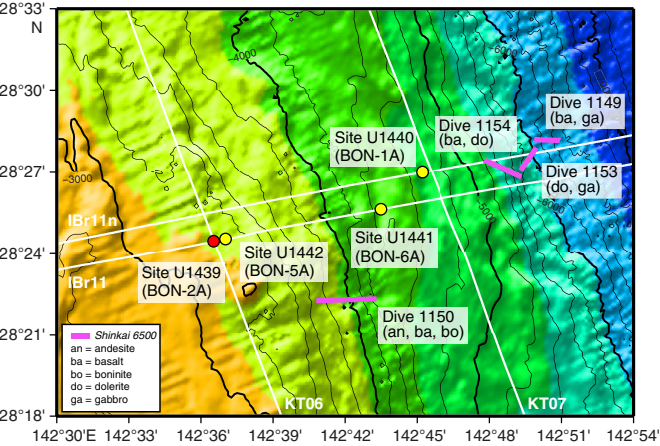 28°33'
N
28°30'
28°27'
28°24'
28°21'
28°18'
142°30'E
142°33'
142°36'
142°39'
142°42'
142°45'
142°48'
142°51'
142°54'
−4000
−6000
−3000
−5000
−6000
Dive 1149
(ba, ga)
Dive 1154
(ba, do)
Site U1440
(BON-1A)
Dive 1153
(do, ga)
IBr11n
Site U1441
(BON-6A)
Site U1442
(BON-5A)
Site U1439
(BON-2A)
IBr11
Dive 1150
(an, ba, bo)
Shinkai 6500
an = andesite
ba = basalt
bo = boninite
do = dolerite
ga = gabbro
KT06
KT07